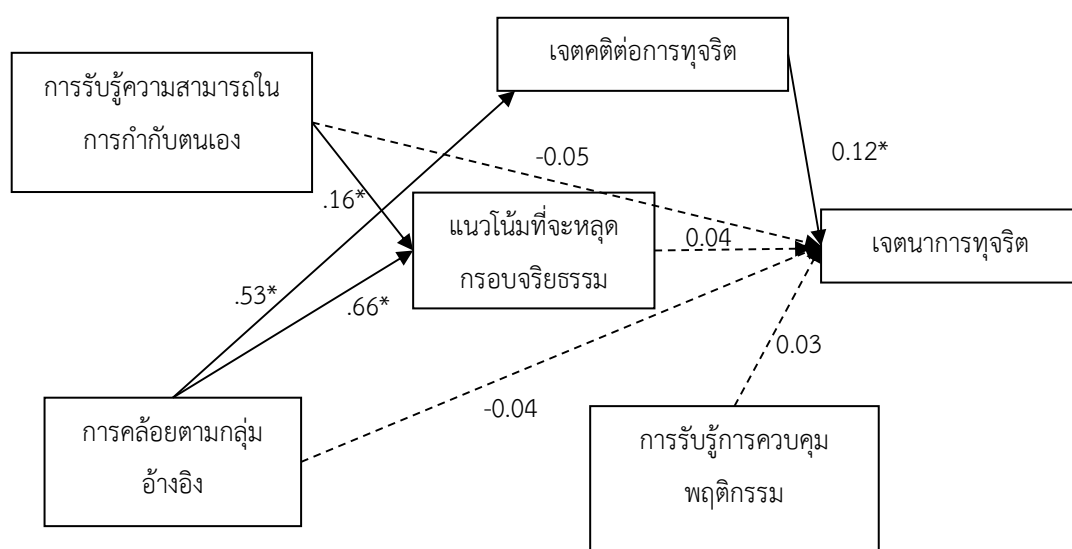 เจตคติต่อการทุจริต
การรับรู้ความสามารถใน
การกำกับตนเอง
0.12*
-0.05
.16*
แนวโน้มที่จะหลุด
กรอบจริยธรรม
0.04
เจตนาการทุจริต
.53*
.66*
0.03
-0.04
การคล้อยตามกลุ่ม
อ้างอิง
การรับรู้การควบคุม
พฤติกรรม